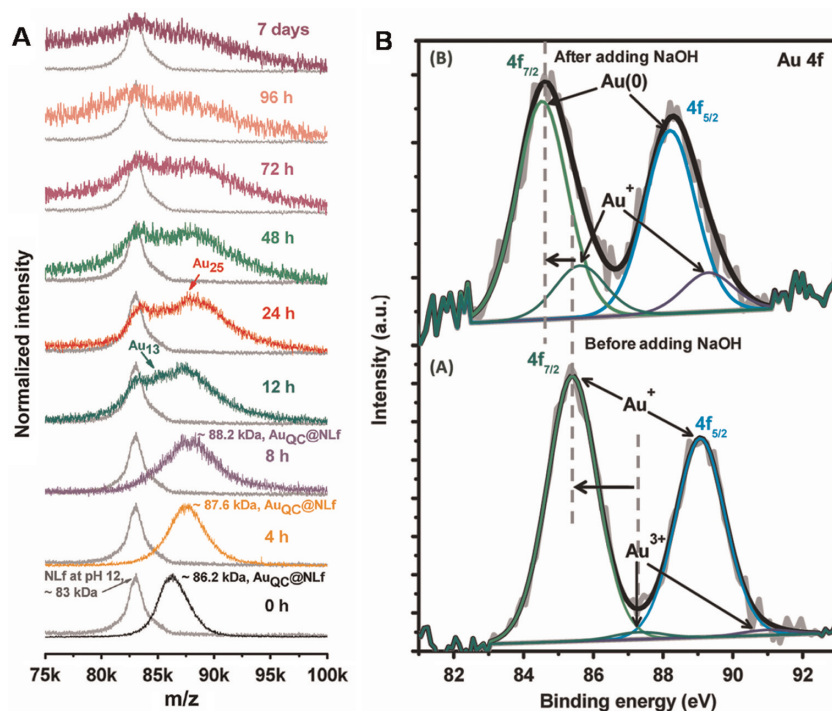 A
7 days
96 h
72 h
48 h
Au25
24 h
Au13
12 h
~ 88.2 kDa, AuQC@NLf
8 h
~ 87.6 kDa, AuQC@NLf
4 h
NLf at pH 12,
~ 83 kDa
~ 86.2 kDa, AuQC@NLf
0 h
75k 80k 85k 90k 95k 100k
m/z
Normalized intensity
B
(B)
4f7/2
After adding NaOH
Au 4f
Au(0)
4f5/2
Au+
Before adding NaOH
(A)
4f7/2
Au+
4f5/2
Au3+
82 84 86 88 90 92
Binding energy (eV)
Intensity (a.u.)